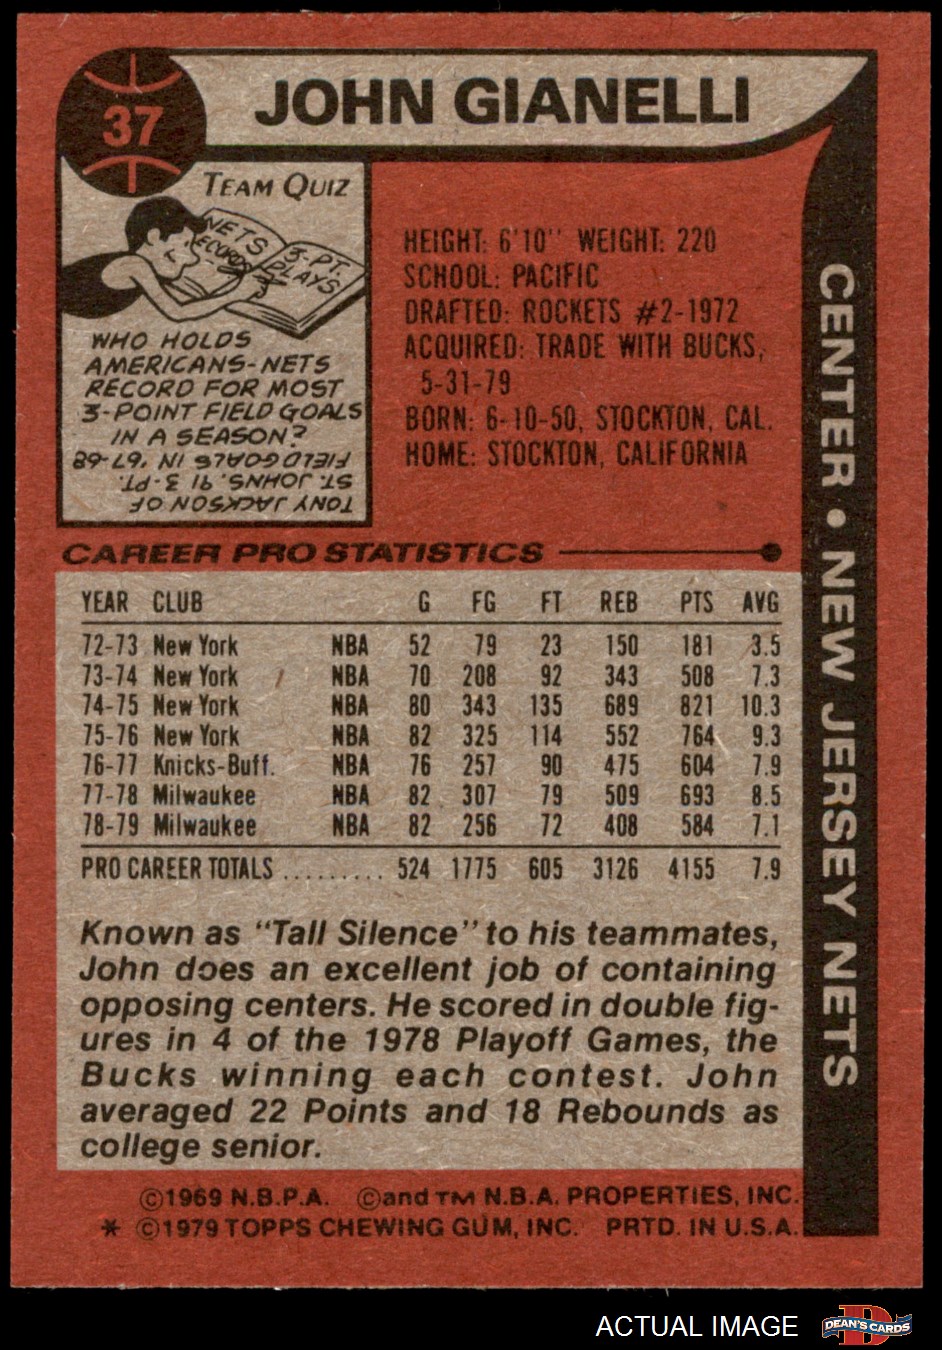 37
JOHN GIANELLI
TEAM QUIZ
NETS
RECORDS
3-PT.
PLAYS
WHO HOLDS
AMERICANS-NETS
RECORD FOR MOST
3-POINT FIELD GOALS
IN A SEASON?
TONY JACKSON OF
ST. JOHNS. 91 3-PT.
FIELD GOALS IN '67-68
HEIGHT: 6'10" WEIGHT: 220
SCHOOL: PACIFIC
DRAFTED: ROCKETS #2-1972
ACQUIRED: TRADE WITH BUCKS,
5-31-79
BORN: 6-10-50, STOCKTON, CAL.
HOME: STOCKTON, CALIFORNIA
CENTER • NEW JERSEY NETS
CAREER PRO STATISTICS
YEAR CLUB G FG FT REB PTS AVG
72-73 New York NBA 52 79 23 150 181 3.5
73-74 New York NBA 70 208 92 343 508 7.3
74-75 New York NBA 80 343 135 689 821 10.3
75-76 New York NBA 82 325 114 552 764 9.3
76-77 Knicks-Buff. NBA 76 257 90 475 604 7.9
77-78 Milwaukee NBA 82 307 79 509 693 8.5
78-79 Milwaukee NBA 82 256 72 408 584 7.1
PRO CAREER TOTALS ......... 524 1775 605 3126 4155 7.9
Known as "Tall Silence" to his teammates,
John does an excellent job of containing
opposing centers. He scored in double fig-
ures in 4 of the 1978 Playoff Games, the
Bucks winning each contest. John
averaged 22 Points and 18 Rebounds as
college senior.
©1969 N.B.P.A. ©and TM N.B.A. PROPERTIES, INC.
* ©1979 TOPPS CHEWING GUM, INC. PRTD. IN U.S.A.
ACTUAL IMAGE
DEAN'S CARDS